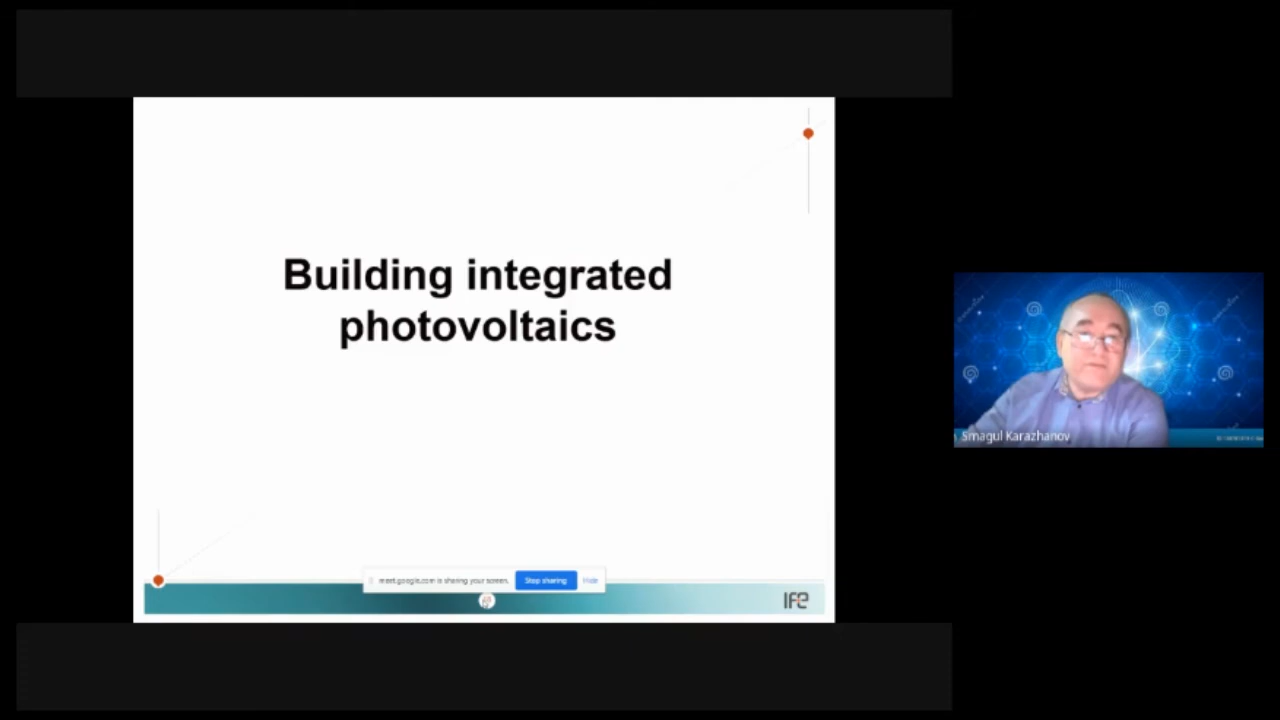 Building integrated
photovoltaics
meet.google.com is sharing your screen.
Stop sharing
Hide
IFE
Smagul Karazhanov